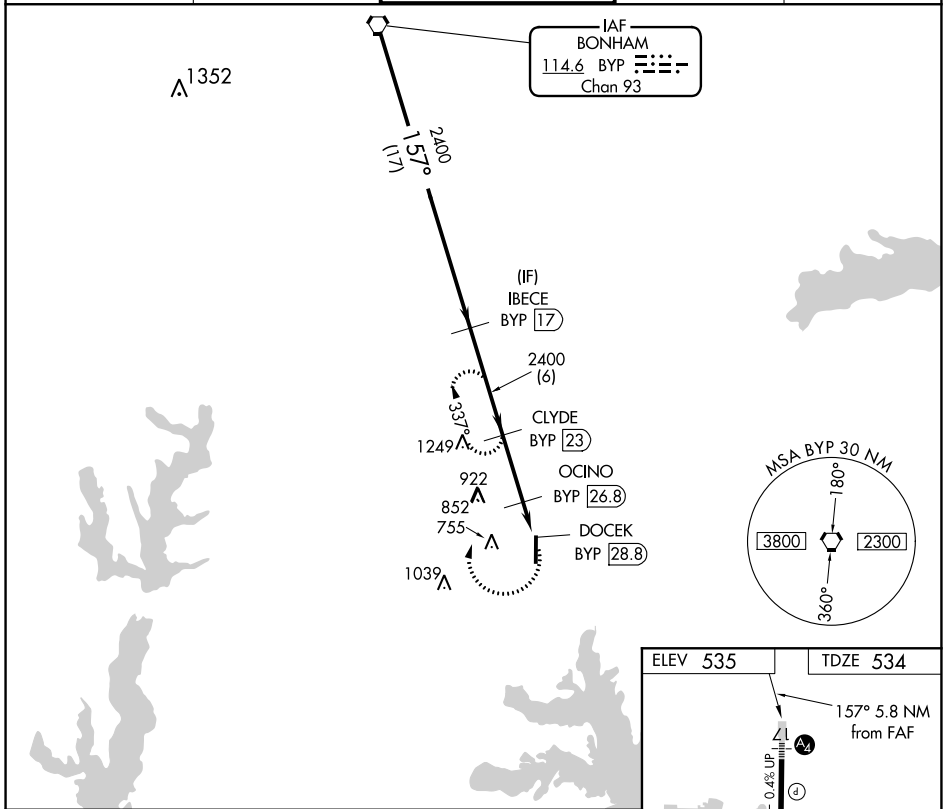 IAF
BONHAM
114.6 BYP
Chan 93
1352
2400
157°
(17)
(IF)
IBECE
BYP 17
2400
(6)
337°
CLYDE
BYP 23
1249
OCINO
BYP 26.8
922
852
755
DOCEK
BYP 28.8
1039
MSA BYP 30 NM
180°
3800
2300
360°
ELEV 535
TDZE 534
157° 5.8 NM
from FAF
17
A4
0.4% UP
P